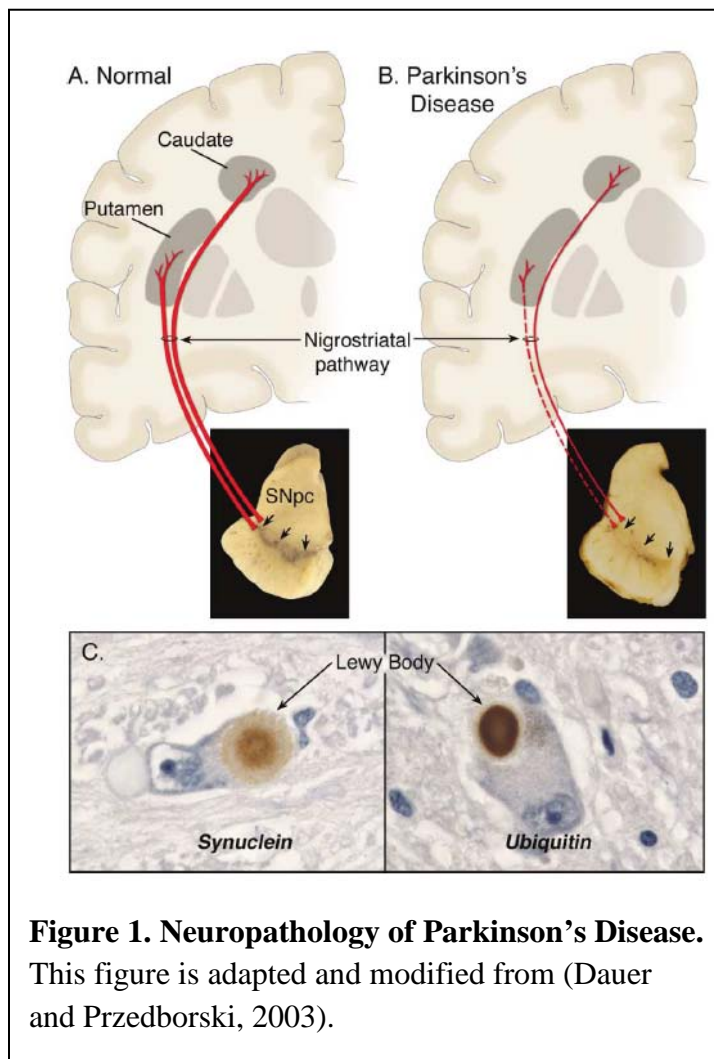 A. Normal
B. Parkinson's
Disease
Caudate
Putamen
Nigrostriatal
pathway
SNpc
C.
Lewy Body
Synuclein
Ubiquitin
Figure 1. Neuropathology of Parkinson’s Disease.
This figure is adapted and modified from (Dauer
and Przedborski, 2003).